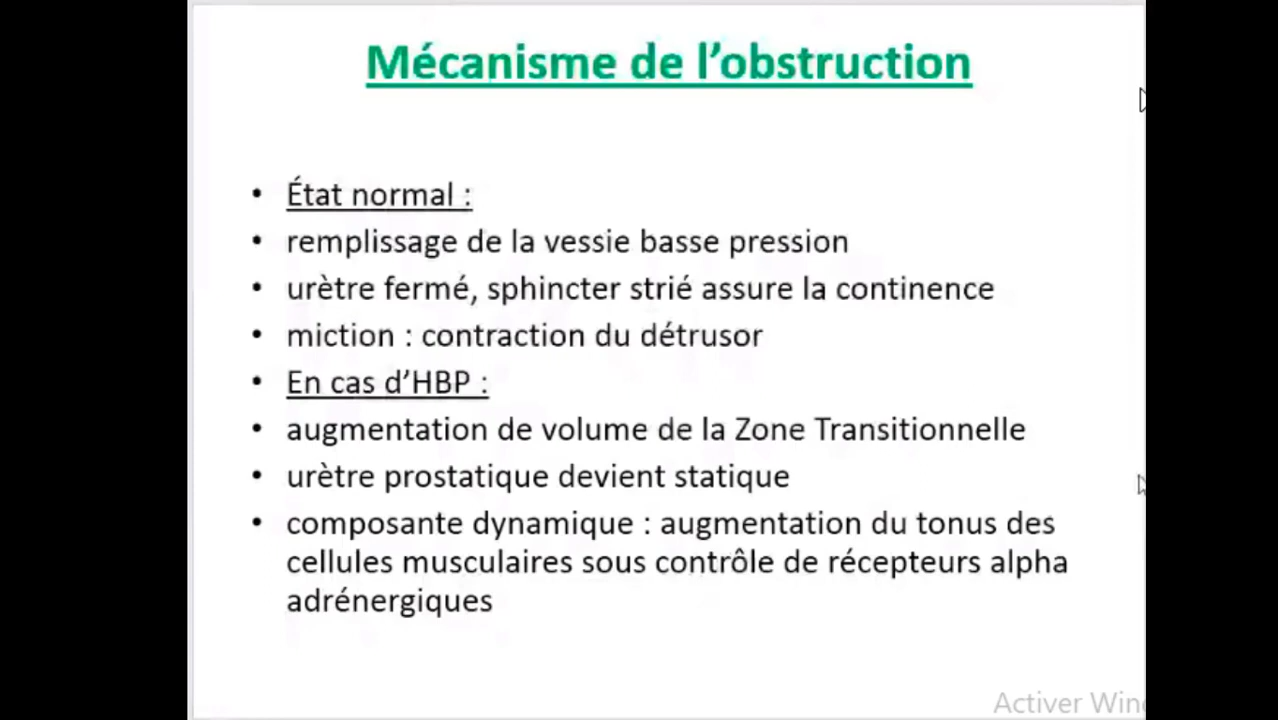 Mécanisme de l’obstruction
• État normal :
• remplissage de la vessie basse pression
• urètre fermé, sphincter strié assure la continence
• miction : contraction du détrusor
• En cas d’HBP :
• augmentation de volume de la Zone Transitionnelle
• urètre prostatique devient statique
• composante dynamique : augmentation du tonus des
cellules musculaires sous contrôle de récepteurs alpha
adrénergiques
Activer